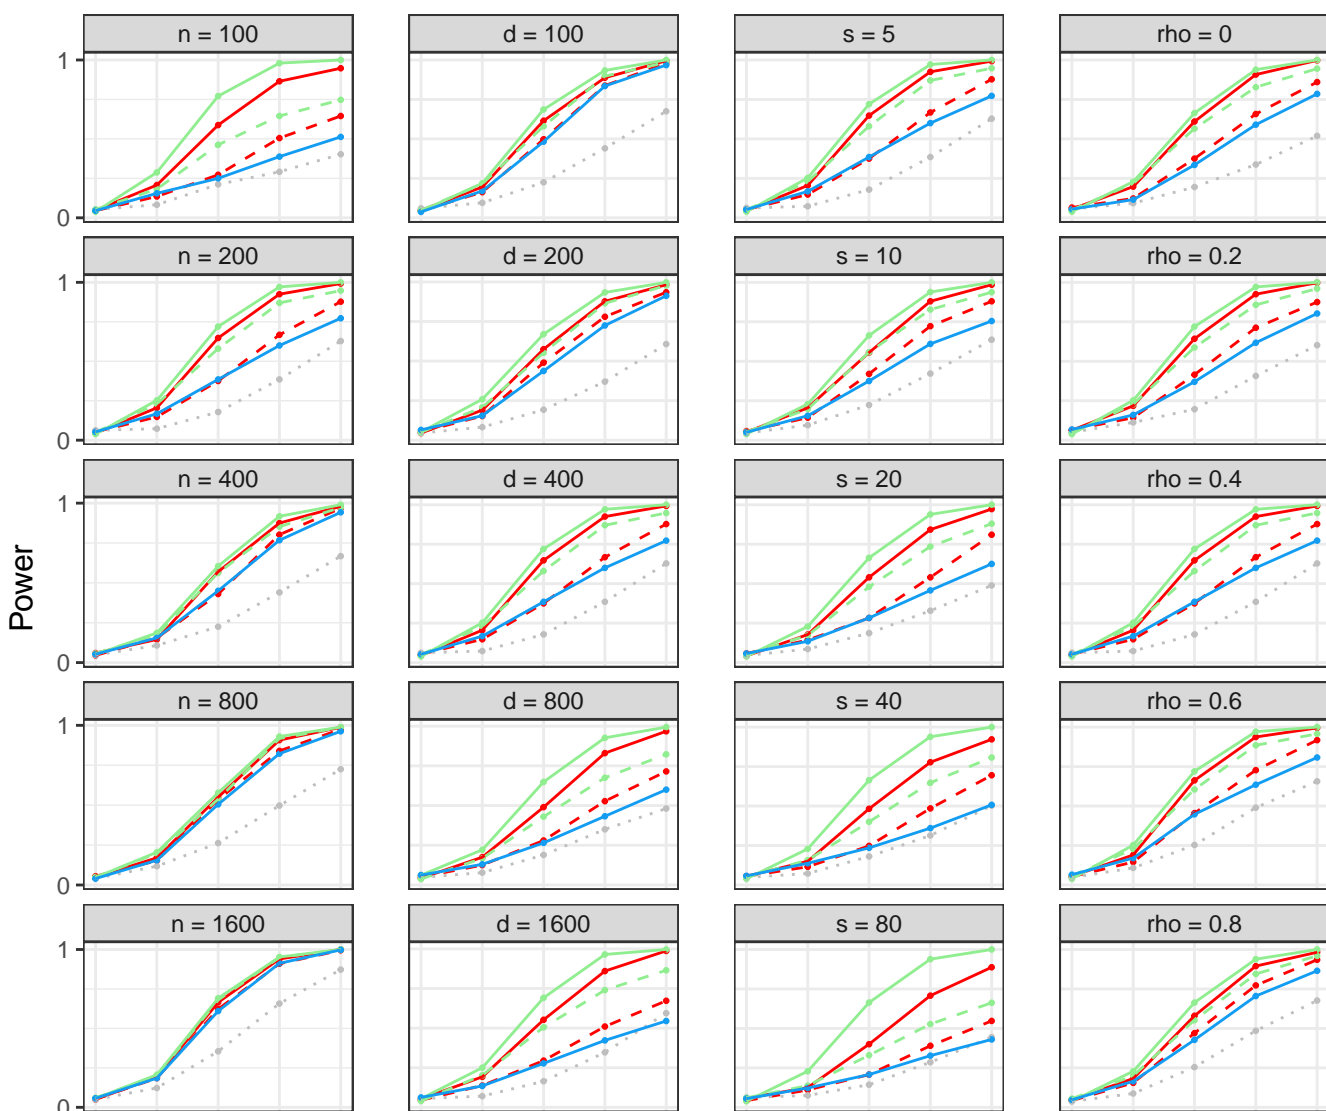 n = 100
d = 100
s = 5
rho = 0
1
0
n = 200
d = 200
s = 10
rho = 0.2
1
0
n = 400
d = 400
s = 20
rho = 0.4
1
0
Power
n = 800
d = 800
s = 40
rho = 0.6
1
0
n = 1600
d = 1600
s = 80
rho = 0.8
1
0